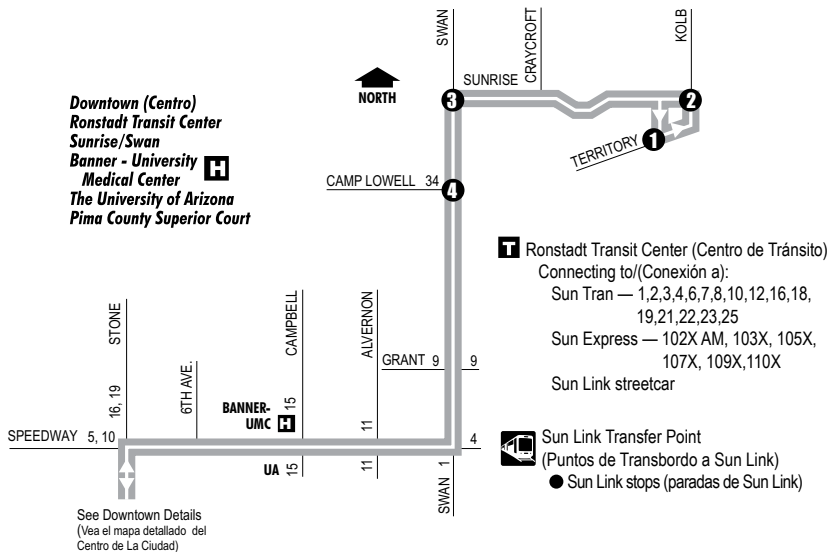 SWAN
CRAYCROFT
KOLB
SUNRISE
NORTH
3
2
1
TERRITORY
Downtown (Centro)
Ronstadt Transit Center
Sunrise/Swan
Banner - University
Medical Center
H
The University of Arizona
Pima County Superior Court
CAMP LOWELL 34
4
T Ronstadt Transit Center (Centro de Tránsito)
Connecting to/(Conexión a):
Sun Tran — 1,2,3,4,6,7,8,10,12,16,18,
19,21,22,23,25
Sun Express — 102X AM, 103X, 105X,
107X, 109X,110X
Sun Link streetcar
STONE
16, 19
6TH AVE.
CAMPBELL
15
ALVERNON
11
GRANT 9
9
BANNER-
UMC H
SPEEDWAY 5, 10
4
UA
15
11
SWAN 1
Sun Link Transfer Point
(Puntos de Transbordo a Sun Link)
● Sun Link stops (paradas de Sun Link)
See Downtown Details
(Vea el mapa detallado del
Centro de La Ciudad)